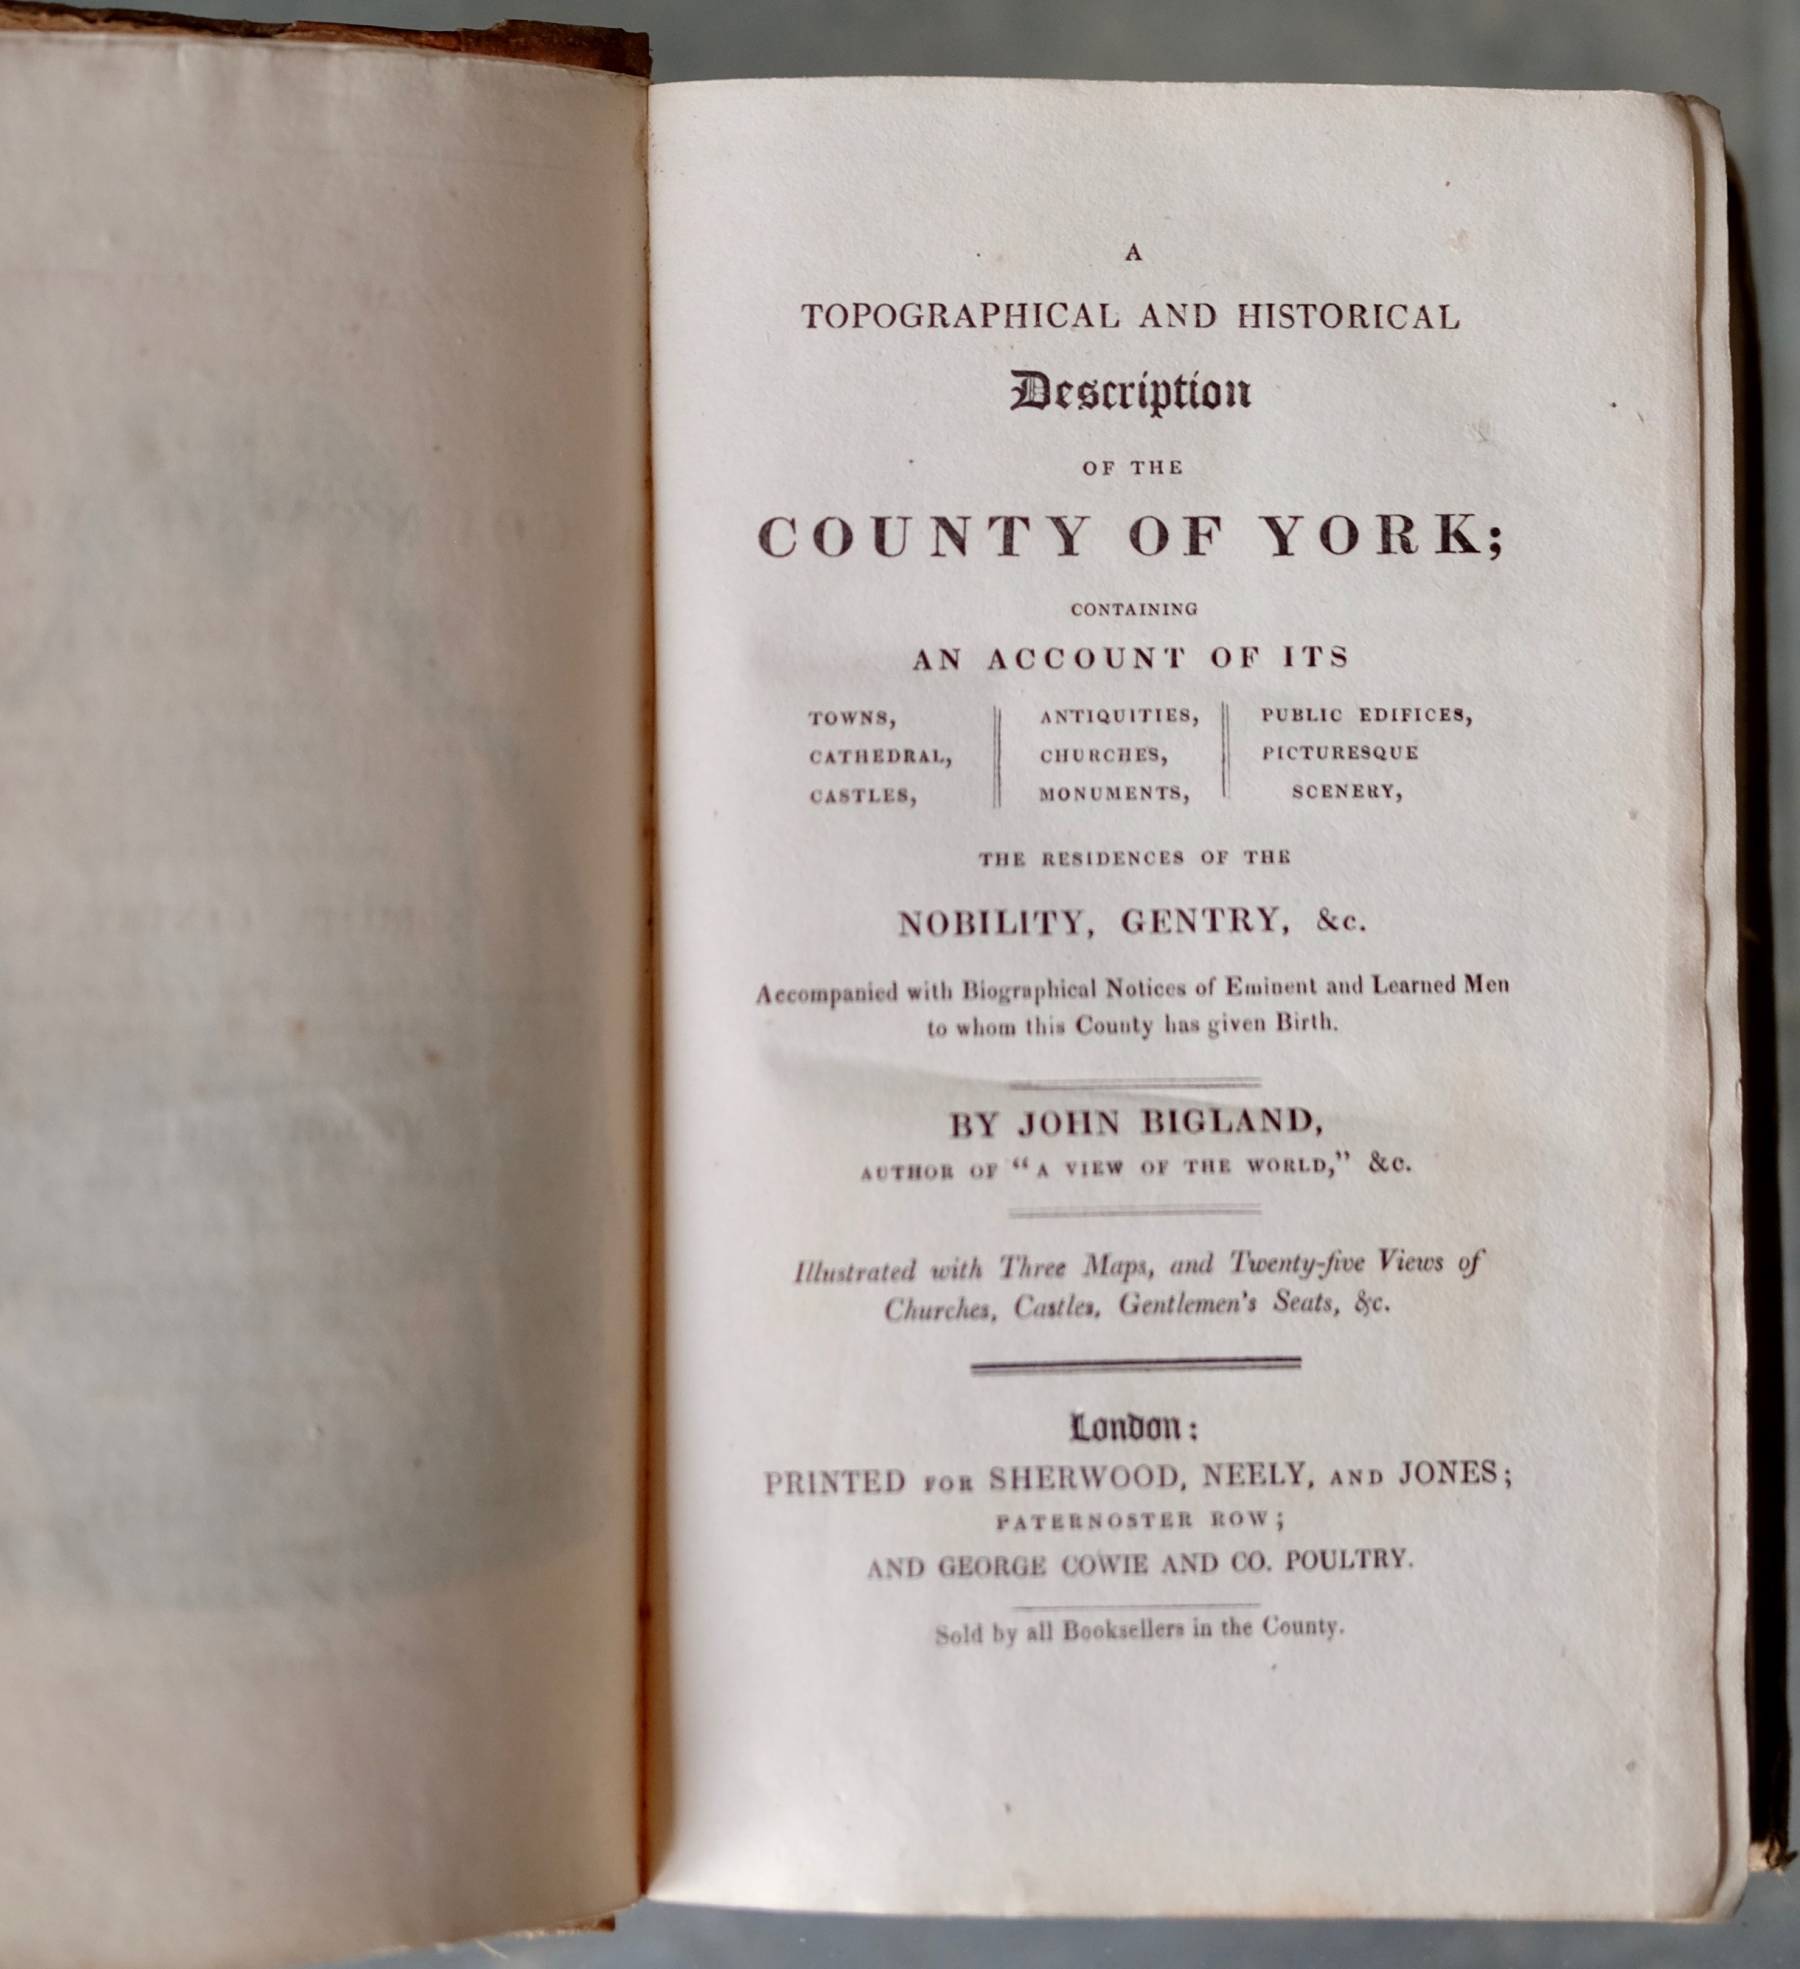 A
TOPOGRAPHICAL AND HISTORICAL
Description
OF THE
COUNTY OF YORK;
CONTAINING
AN ACCOUNT OF ITS
TOWNS,
CATHEDRAL,
CASTLES,
ANTIQUITIES,
CHURCHES,
MONUMENTS,
PUBLIC EDIFICES,
PICTURESQUE
SCENERY,
THE RESIDENCES OF THE
NOBILITY, GENTRY, &c.
Accompanied with Biographical Notices of Eminent and Learned Men
to whom this County has given Birth.
BY JOHN BIGLAND,
AUTHOR OF "A VIEW OF THE WORLD," &c.
Illustrated with Three Maps, and Twenty-five Views of
Churches, Castles, Gentlemen's Seats, &c.
London:
PRINTED FOR SHERWOOD, NEELY, AND JONES;
PATERNOSTER ROW;
AND GEORGE COWIE AND CO. POULTRY.
Sold by all Booksellers in the County.